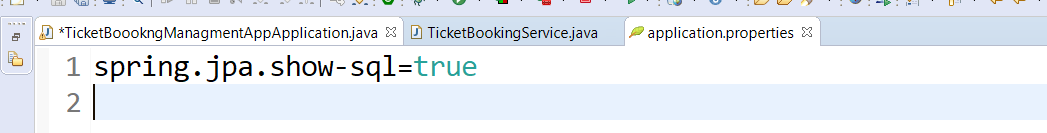 *TicketBoookngManagmentAppApplication.java TicketBookingService.java application.properties
1 spring.jpa.show-sql=true
2